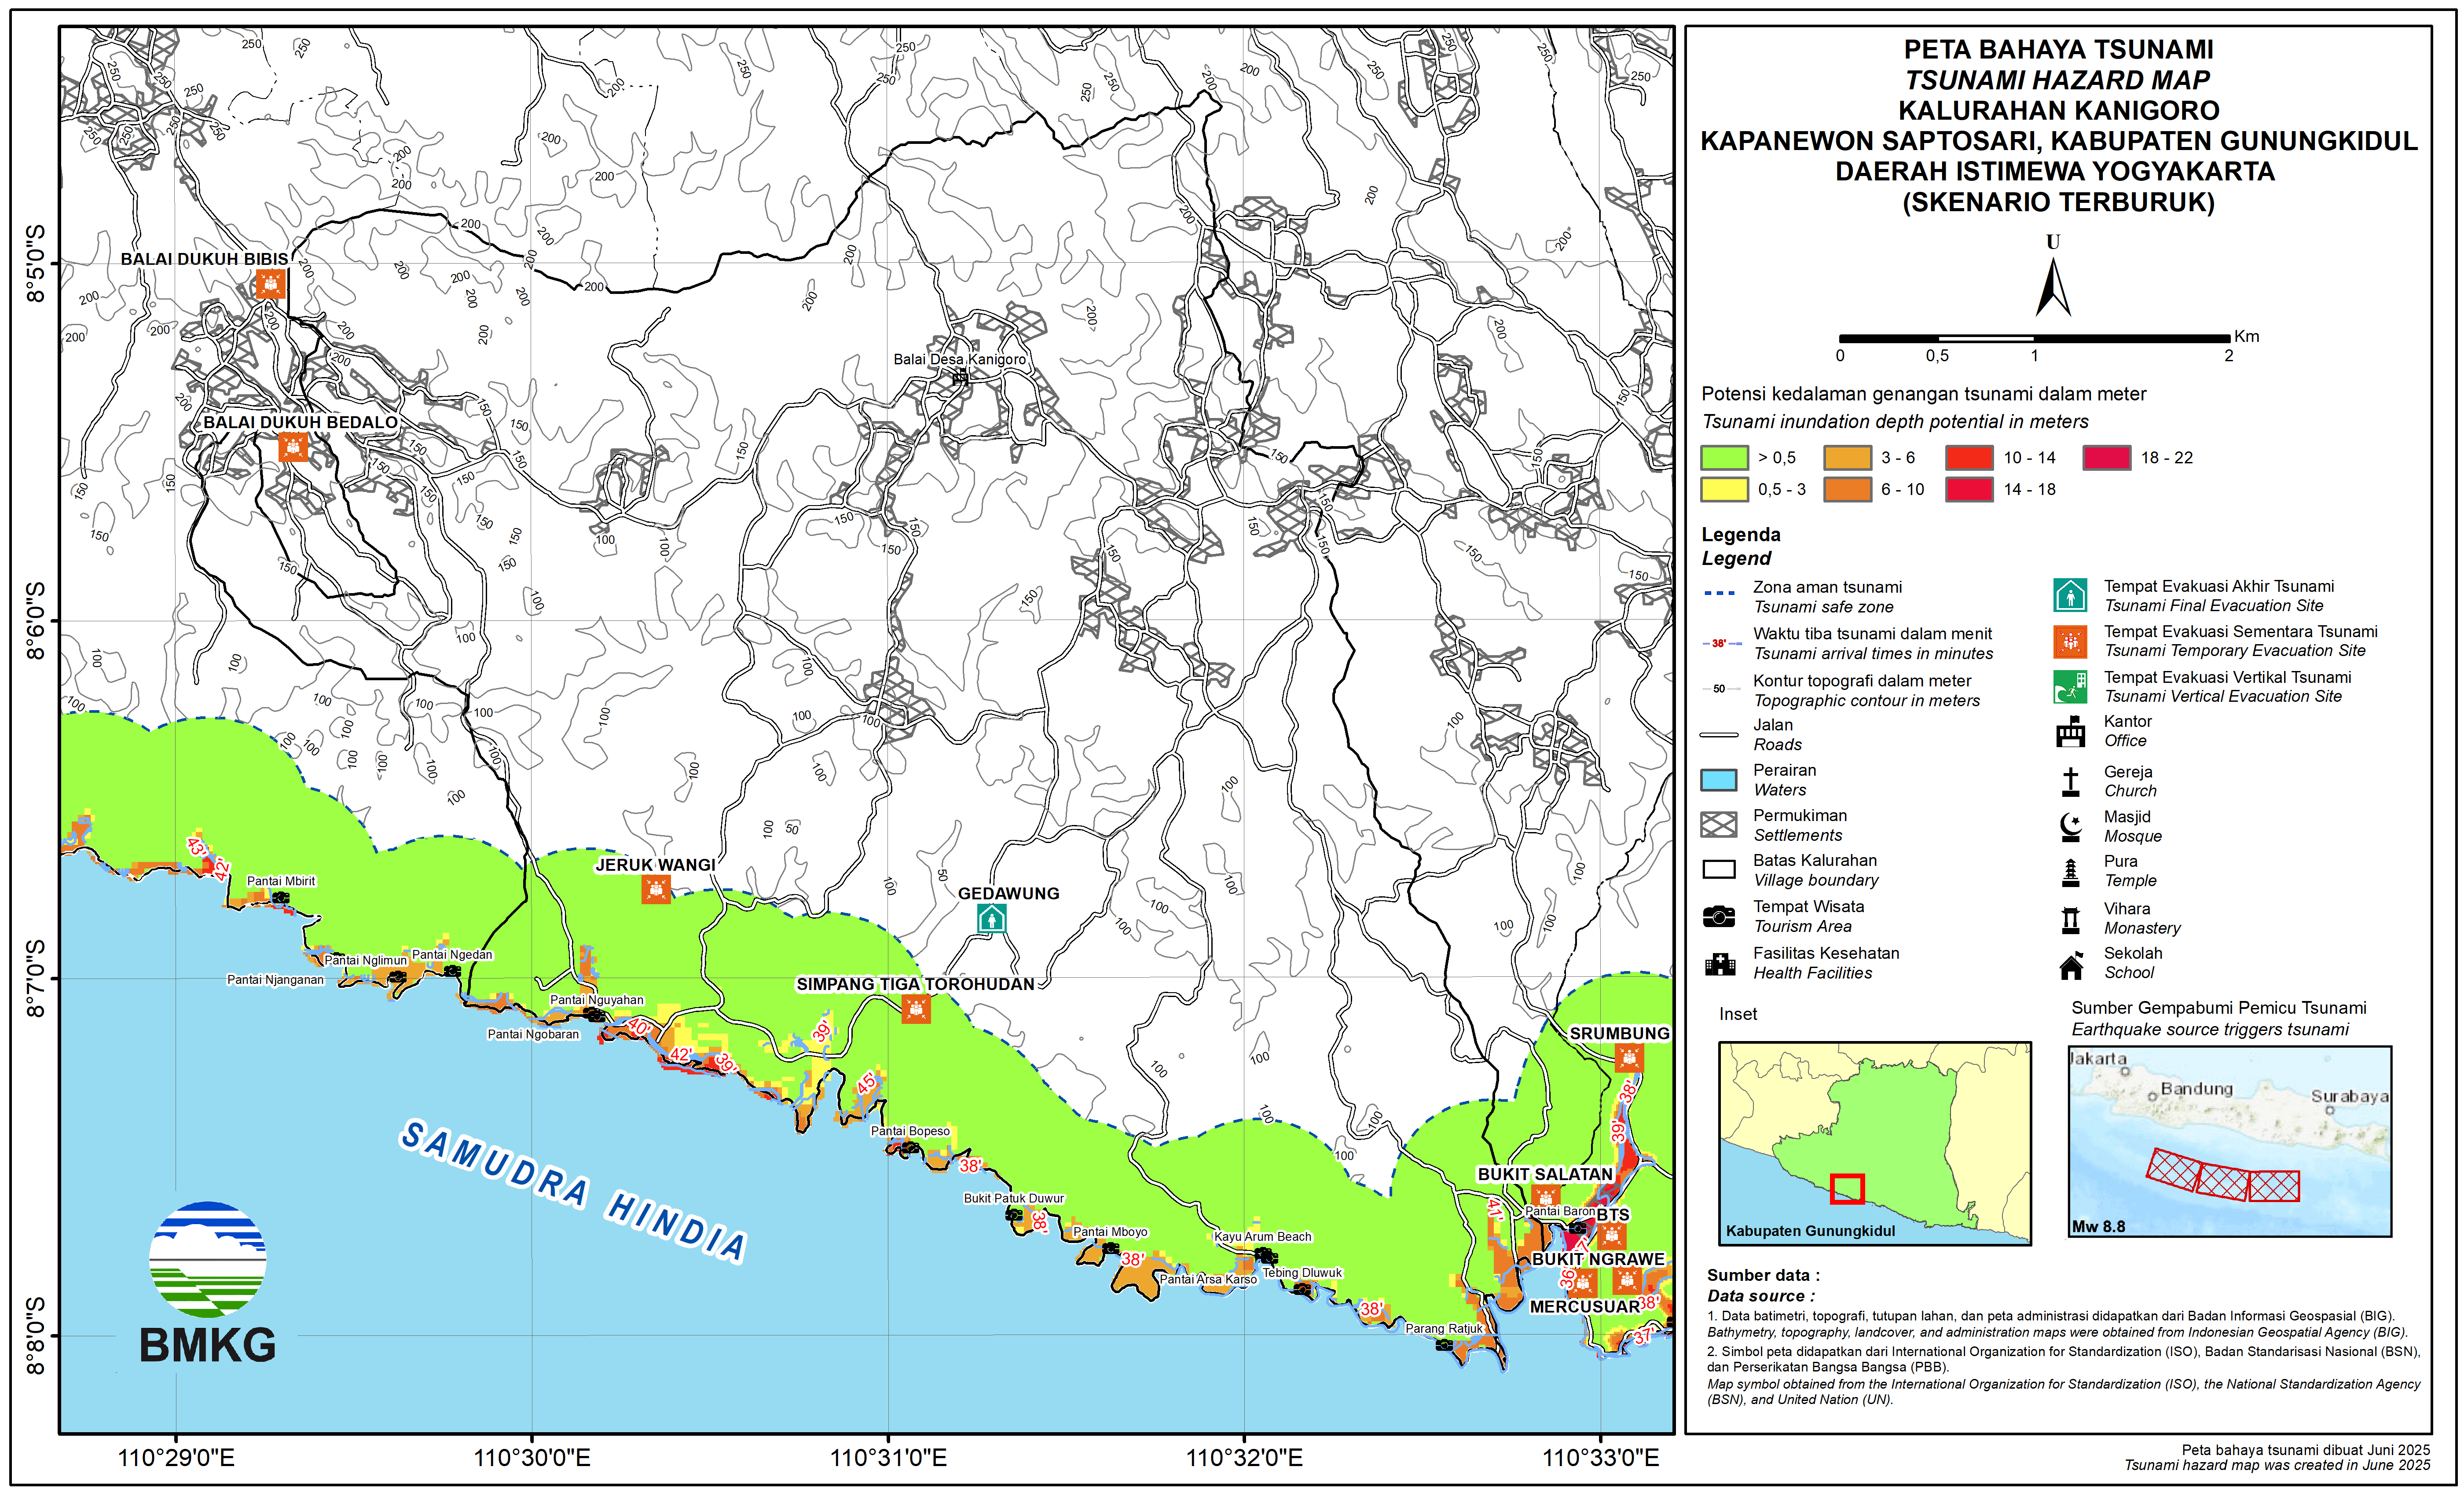 PETA BAHAYA TSUNAMI
TSUNAMI HAZARD MAP
KALURAHAN KANIGORO
KAPANEWON SAPTOSARI, KABUPATEN GUNUNGKIDUL
DAERAH ISTIMEWA YOGYAKARTA
(SKENARIO TERBURUK)
U
Km
0 0,5 1 2
Potensi kedalaman genangan tsunami dalam meter
Tsunami inundation depth potential in meters
> 0,5 3 - 6 10 - 14 18 - 22
0,5 - 3 6 - 10 14 - 18
Legenda
Legend
Zona aman tsunami
Tsunami safe zone
38'
Waktu tiba tsunami dalam menit
Tsunami arrival times in minutes
50
Kontur topografi dalam meter
Topographic contour in meters
Jalan
Roads
Perairan
Waters
Permukiman
Settlements
Batas Kalurahan
Village boundary
Tempat Wisata
Tourism Area
Fasilitas Kesehatan
Health Facilities
Tempat Evakuasi Akhir Tsunami
Tsunami Final Evacuation Site
Tempat Evakuasi Sementara Tsunami
Tsunami Temporary Evacuation Site
Tempat Evakuasi Vertikal Tsunami
Tsunami Vertical Evacuation Site
Kantor
Office
Gereja
Church
Masjid
Mosque
Pura
Temple
Vihara
Monastery
Sekolah
School
Inset
Kabupaten Gunungkidul
Sumber Gempabumi Pemicu Tsunami
Earthquake source triggers tsunami
Jakarta
Bandung
Surabaya
Mw 8.8
Sumber data :
Data source :
1. Data batimetri, topografi, tutupan lahan, dan peta administrasi didapatkan dari Badan Informasi Geospasial (BIG).
Bathymetry, topography, landcover, and administration maps were obtained from Indonesian Geospatial Agency (BIG).
2. Simbol peta didapatkan dari International Organization for Standardization (ISO), Badan Standarisasi Nasional (BSN),
dan Perserikatan Bangsa Bangsa (PBB).
Map symbol obtained from the International Organization for Standardization (ISO), the National Standardization Agency
(BSN), and United Nation (UN).
Peta bahaya tsunami dibuat Juni 2025
Tsunami hazard map was created in June 2025
8°5'0"S
8°6'0"S
8°7'0"S
8°8'0"S
110°29'0"E 110°30'0"E 110°31'0"E 110°32'0"E 110°33'0"E
BALAI DUKUH BIBIS
BALAI DUKUH BEDALO
Balai Desa Kanigoro
JERUK WANGI
GEDAWUNG
SIMPANG TIGA TOROHUDAN
SRUMBUNG
BUKIT SALATAN
BTS
BUKIT NGRAWE
MERCUSUAR
Pantai Mbirit
Pantai Nglimun
Pantai Ngedan
Pantai Njanganan
Pantai Nguyahan
Pantai Ngobaran
Pantai Bopeso
Bukit Patuk Duwur
Pantai Mboyo
Kayu Arum Beach
Pantai Arsa Karso
Tebing Dluwuk
Parang Ratjuk
Pantai Baron
43'
42'
40'
42'
39'
39'
45'
38'
38'
38'
38'
41'
38'
39'
36'
38'
37'
SAMUDRA HINDIA
BMKG